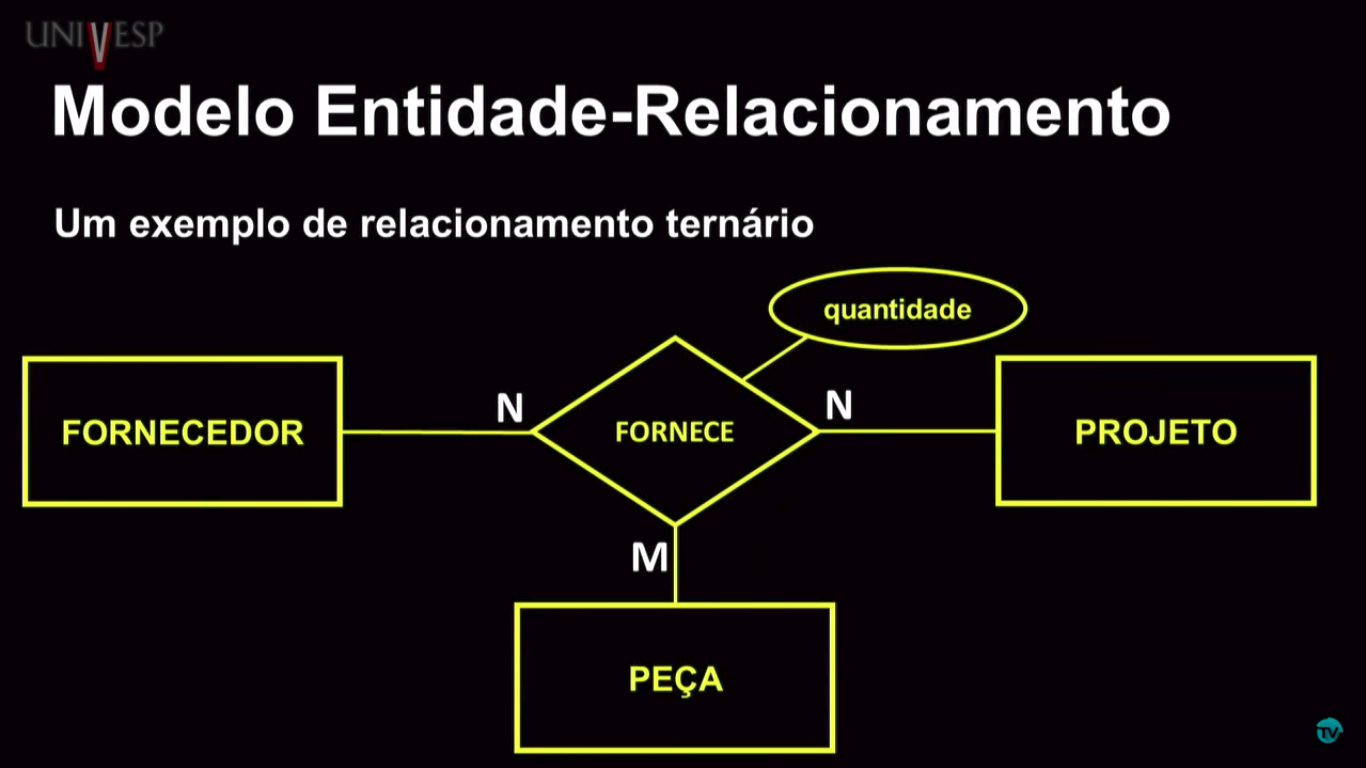 UNIVESP
Modelo Entidade-Relacionamento
Um exemplo de relacionamento ternário
quantidade
N
N
FORNECEDOR
FORNECE
PROJETO
M
PEÇA
TV